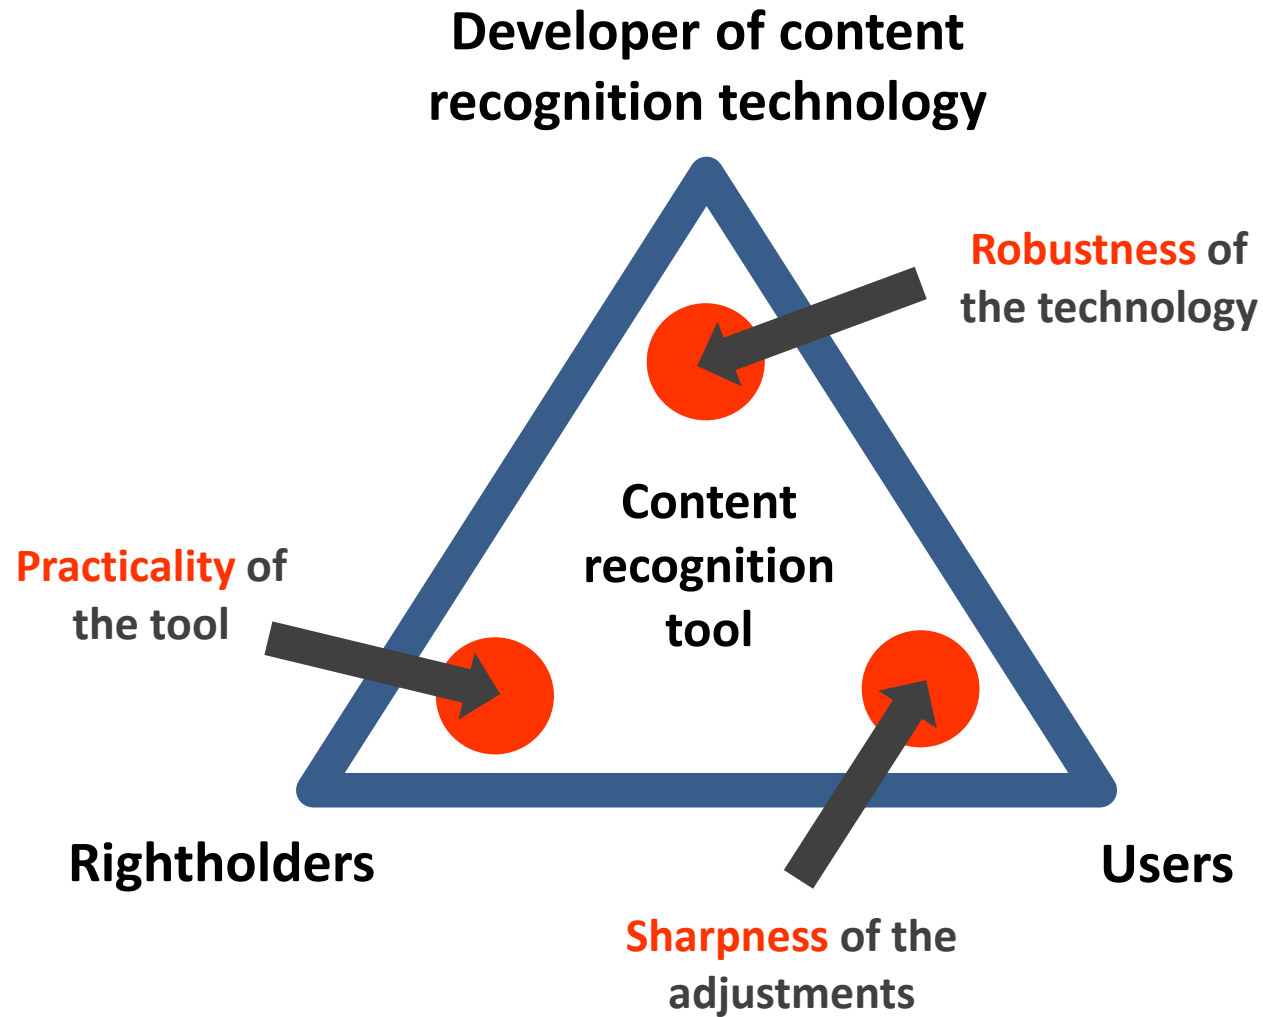 Developer of content
recognition technology
Robustness of
the technology
Content
recognition
tool
Practicality of
the tool
Rightholders
Users
Sharpness of the
adjustments